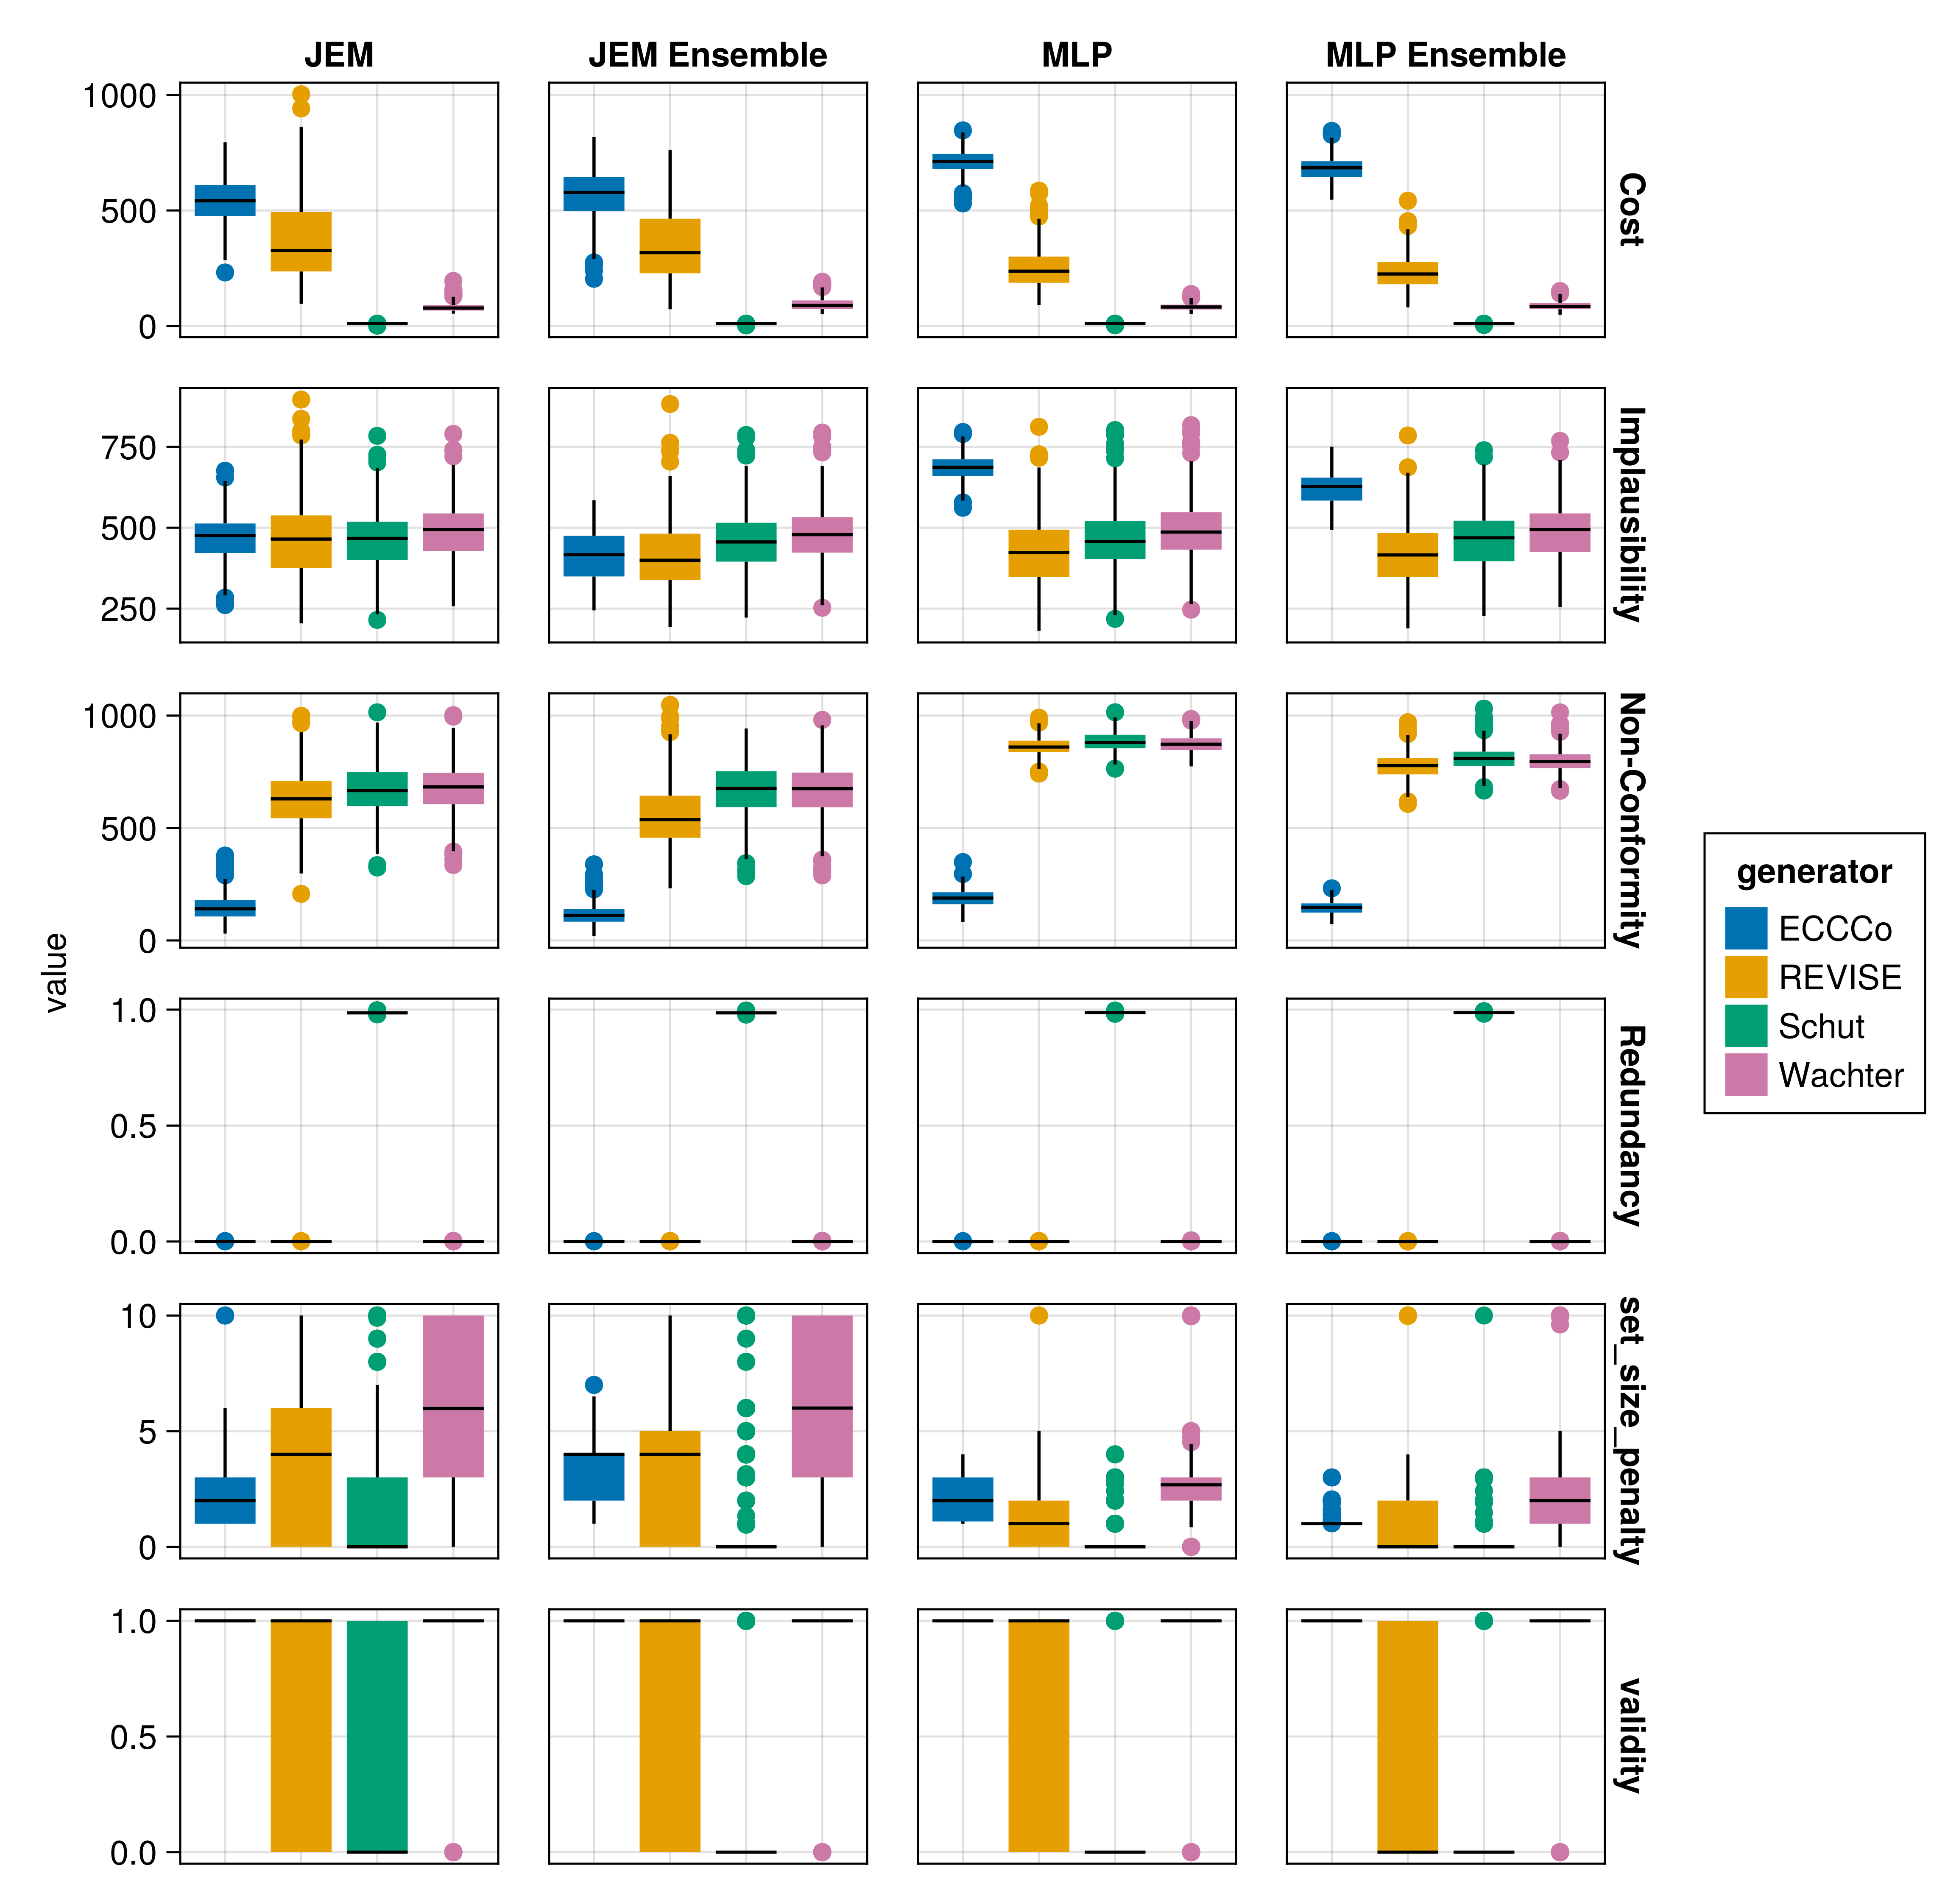 JEM JEM Ensemble MLP MLP Ensemble
1000
500
0
Cost
750
500
250
Implausibility
1000
500
0
Non-Conformity
value
1.0
0.5
0.0
Redundancy
10
5
0
set_size_penalty
1.0
0.5
0.0
validity
generator
ECCCo
REVISE
Schut
Wachter